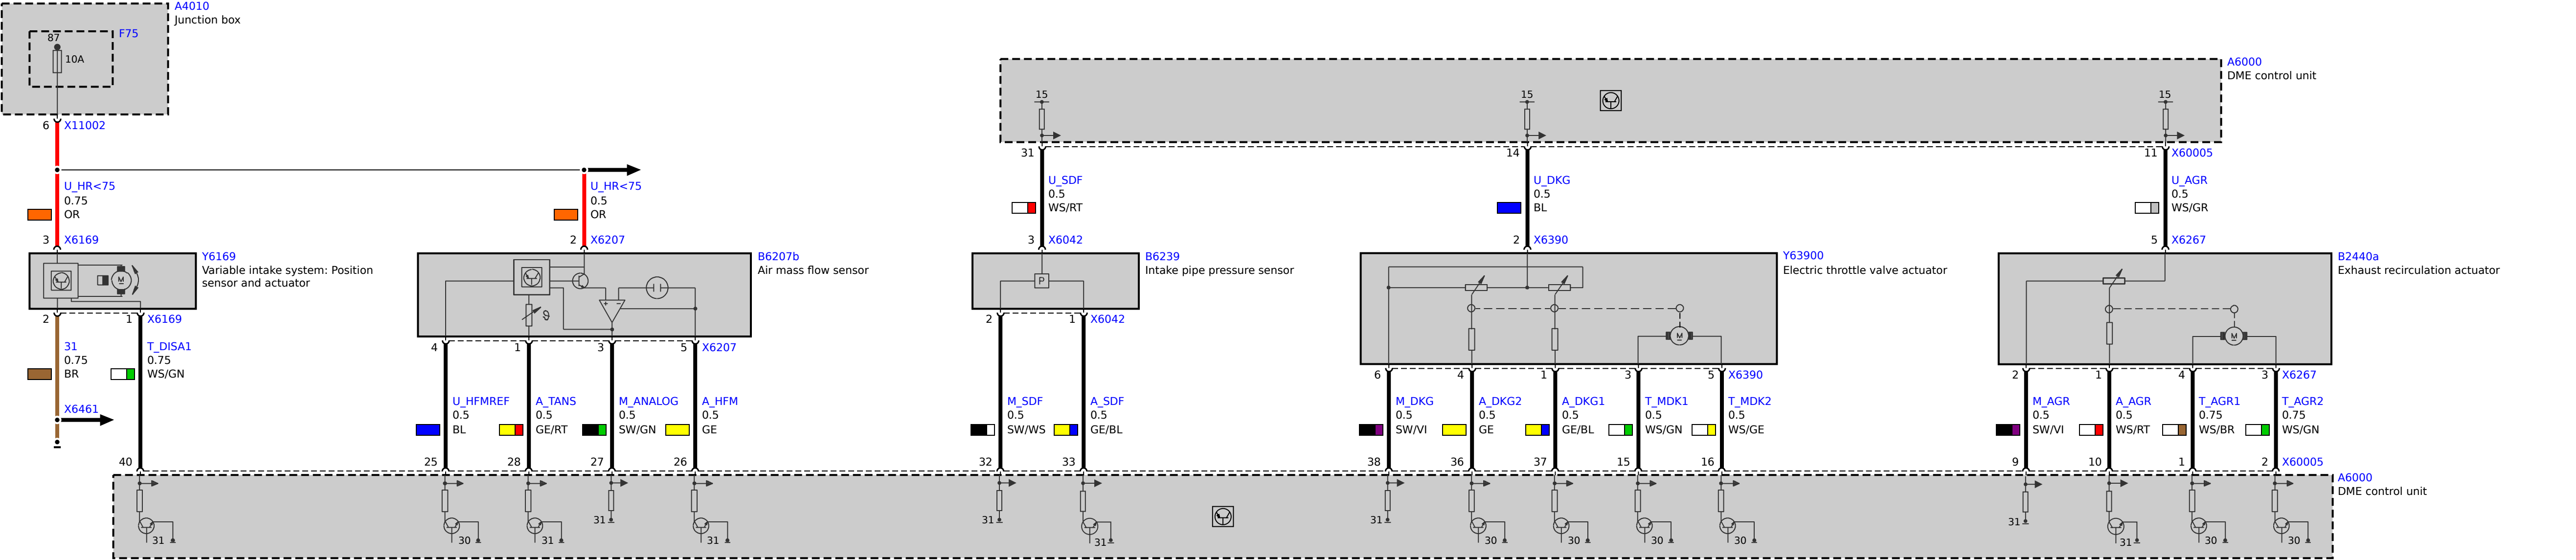 A4010
Junction box
F75
87
10A
A6000
DME control unit
15 15 15
6 X11002
31 14 11 X60005
U_HR<75
0.75
OR
U_HR<75
0.5
OR
U_SDF
0.5
WS/RT
U_DKG
0.5
BL
U_AGR
0.5
WS/GR
3 X6169
2 X6207
3 X6042
2 X6390
5 X6267
Y6169
Variable intake system: Position
sensor and actuator
M
B6207b
Air mass flow sensor
ϑ
+ -
B6239
Intake pipe pressure sensor
P
Y63900
Electric throttle valve actuator
M
B2440a
Exhaust recirculation actuator
M
2 1 X6169
4 1 3 5 X6207
2 1 X6042
6 4 1 3 5 X6390
2 1 4 3 X6267
31
0.75
BR
T_DISA1
0.75
WS/GN
X6461
U_HFMREF
0.5
BL
A_TANS
0.5
GE/RT
M_ANALOG
0.5
SW/GN
A_HFM
0.5
GE
M_SDF
0.5
SW/WS
A_SDF
0.5
GE/BL
M_DKG
0.5
SW/VI
A_DKG2
0.5
GE
A_DKG1
0.5
GE/BL
T_MDK1
0.5
WS/GN
T_MDK2
0.5
WS/GE
M_AGR
0.5
SW/VI
A_AGR
0.5
WS/RT
T_AGR1
0.75
WS/BR
T_AGR2
0.75
WS/GN
40 25 28 27 26 32 33 38 36 37 15 16 9 10 1 2 X60005
A6000
DME control unit
31 30 31 31 31 31 31 31 30 30 30 30 31 31 30 30